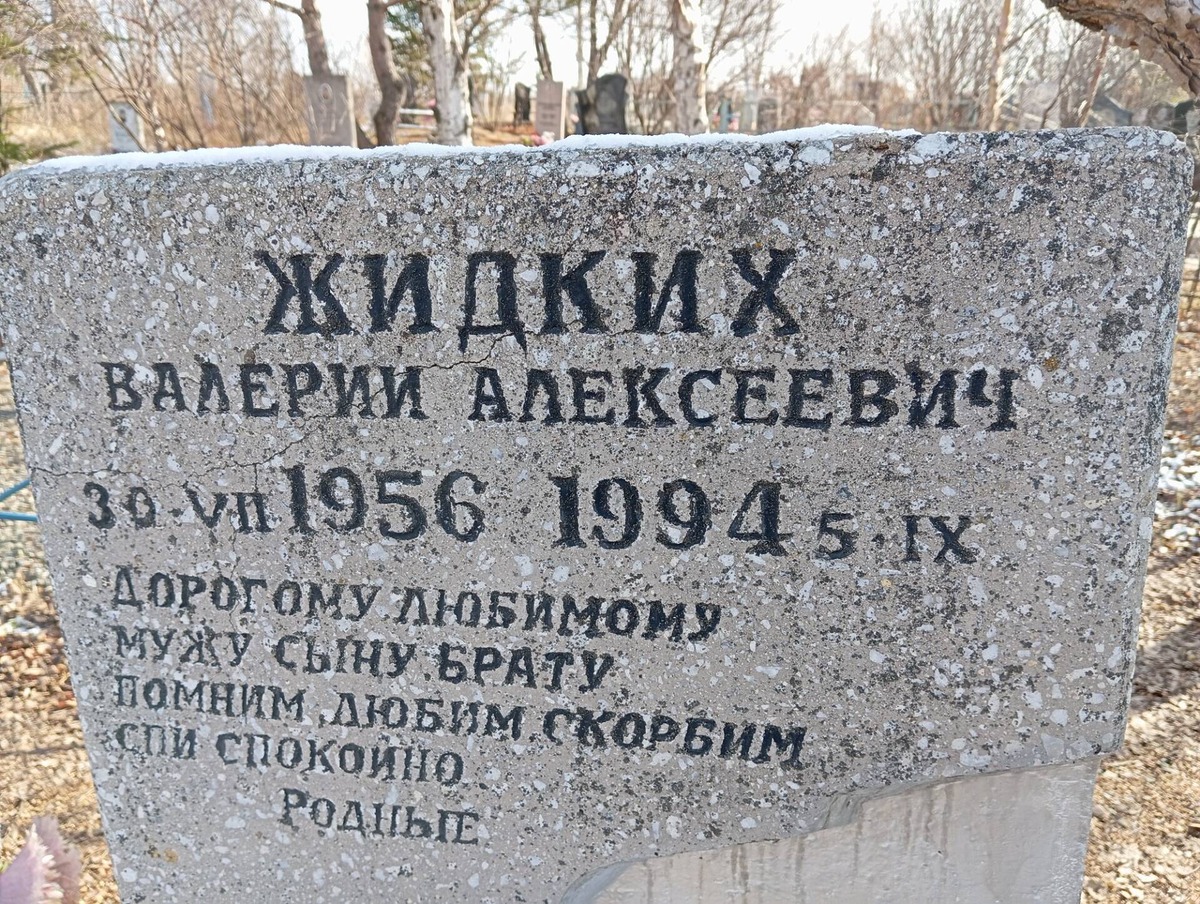 ЖИДКИХ
ВАЛЕРИЙ АЛЕКСЕЕВИЧ
30·VII 1956 1994 5·IX
ДОРОГОМУ ЛЮБИМОМУ
МУЖУ СЫНУ БРАТУ
ПОМНИМ ЛЮБИМ СКОРБИМ
СПИ СПОКОЙНО
РОДНЫЕ